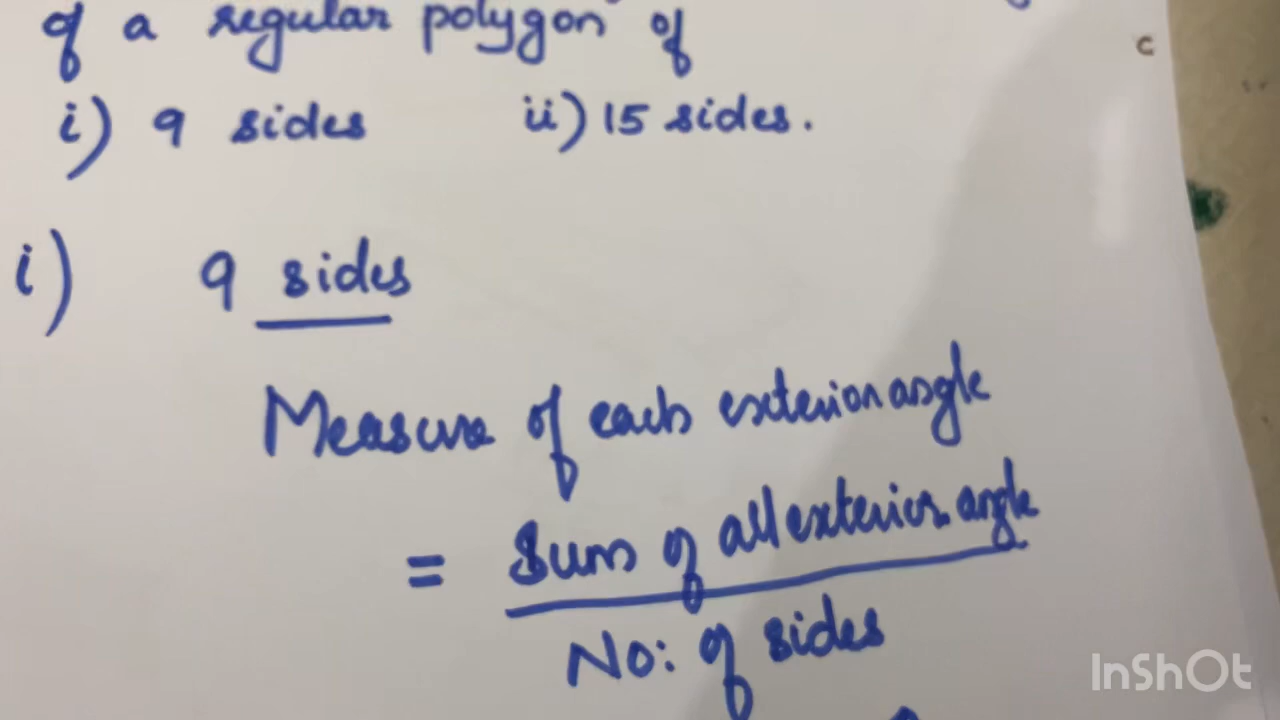 of a regular polygon of
i) 9 sides ii) 15 sides.
i) 9 sides
Measure of each exterior angle
= Sum of all exterior angle
No: of sides
c
InShOt